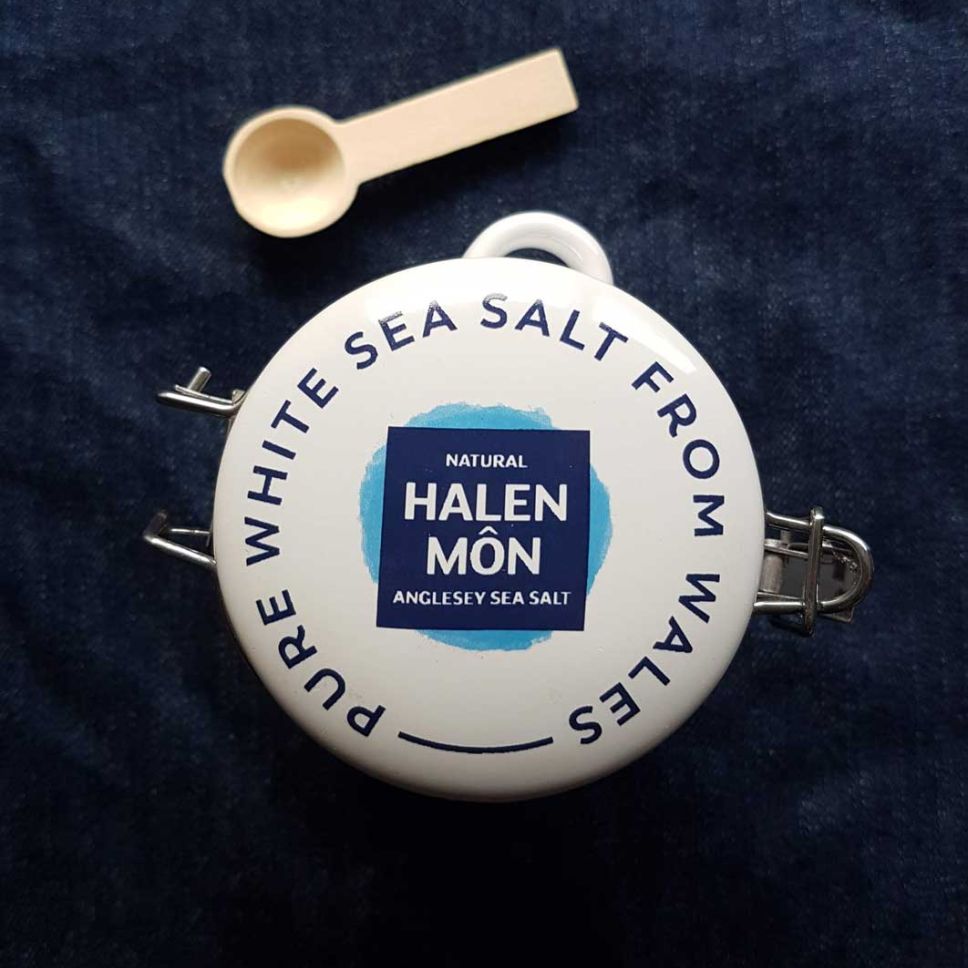 PURE WHITE SEA SALT FROM WALES
NATURAL
HALEN
MÔN
ANGLESEY SEA SALT